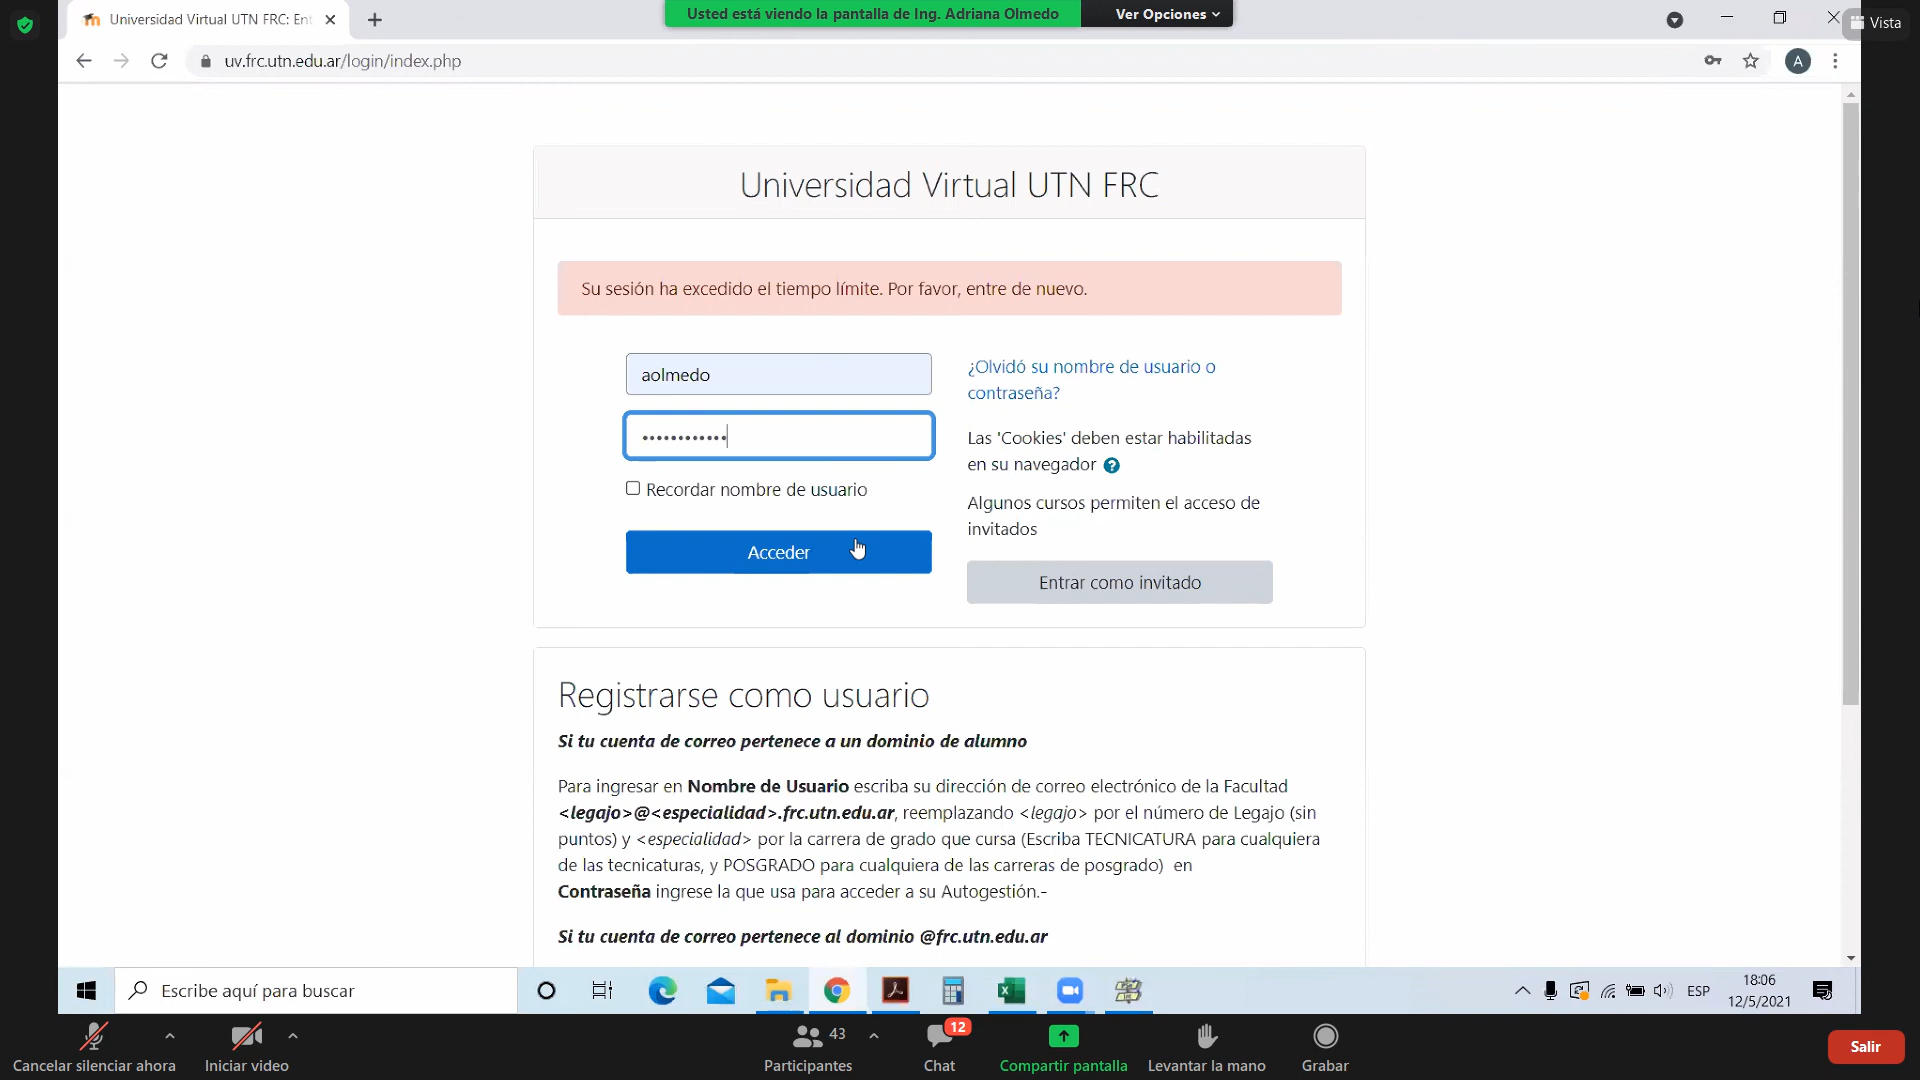 Universidad Virtual UTN FRC: Ent
Usted está viendo la pantalla de Ing. Adriana Olmedo
Ver Opciones
Vista
uv.frc.utn.edu.ar/login/index.php
A
Universidad Virtual UTN FRC
Su sesión ha excedido el tiempo límite. Por favor, entre de nuevo.
aolmedo
••••••••••••
Recordar nombre de usuario
Acceder
¿Olvidó su nombre de usuario o
contraseña?
Las 'Cookies' deben estar habilitadas
en su navegador ?
Algunos cursos permiten el acceso de
invitados
Entrar como invitado
Registrarse como usuario
Si tu cuenta de correo pertenece a un dominio de alumno
Para ingresar en Nombre de Usuario escriba su dirección de correo electrónico de la Facultad
<legajo>@<especialidad>.frc.utn.edu.ar, reemplazando <legajo> por el número de Legajo (sin
puntos) y <especialidad> por la carrera de grado que cursa (Escriba TECNICATURA para cualquiera
de las tecnicaturas, y POSGRADO para cualquiera de las carreras de posgrado) en
Contraseña ingrese la que usa para acceder a su Autogestión.-
Si tu cuenta de correo pertenece al dominio @frc.utn.edu.ar
Escribe aquí para buscar
ESP
18:06
12/5/2021
Cancelar silenciar ahora
Iniciar video
43
Participantes
12
Chat
Compartir pantalla
Levantar la mano
Grabar
Salir